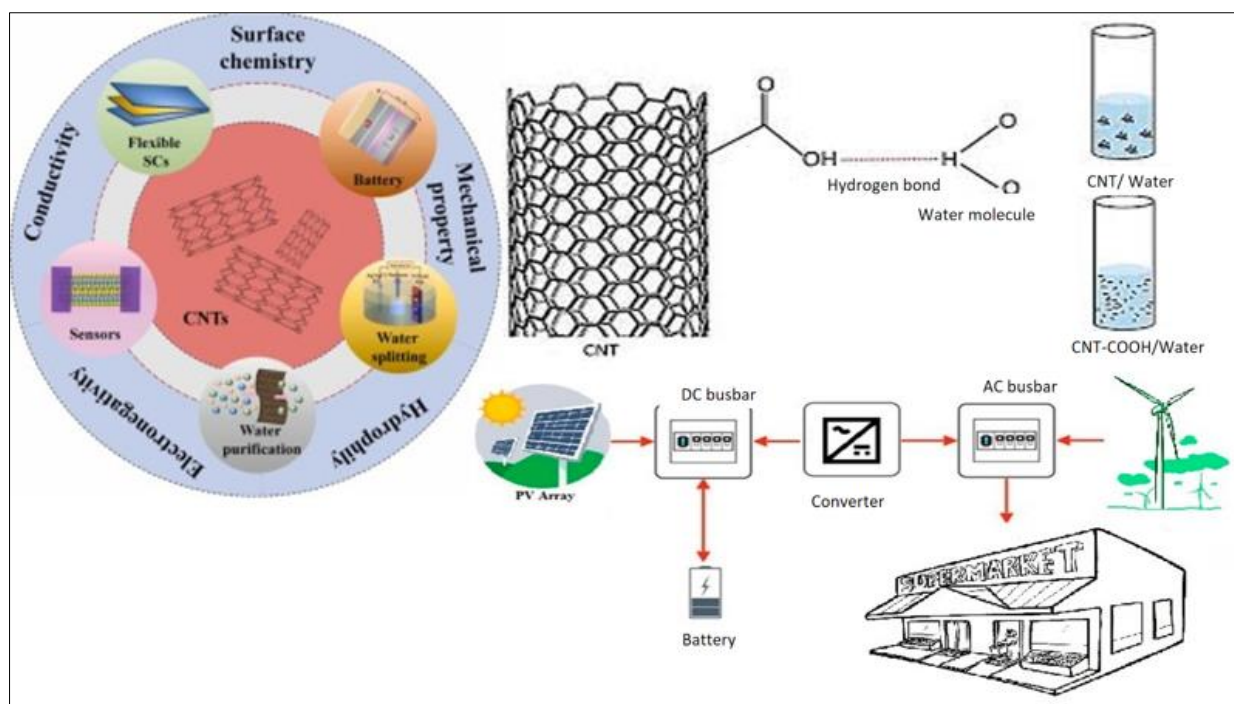 Surface
chemistry
Conductivity
Mechanical
property
Electronegativity
Hydrophily
Flexible
SCs
Battery
Sensors
CNTs
Water
splitting
Water
purification
O
OH
H
O
O
Hydrogen bond
Water molecule
CNT
CNT/ Water
CNT-COOH/Water
DC busbar
AC busbar
PV Array
Converter
Battery
SUPERMARKET